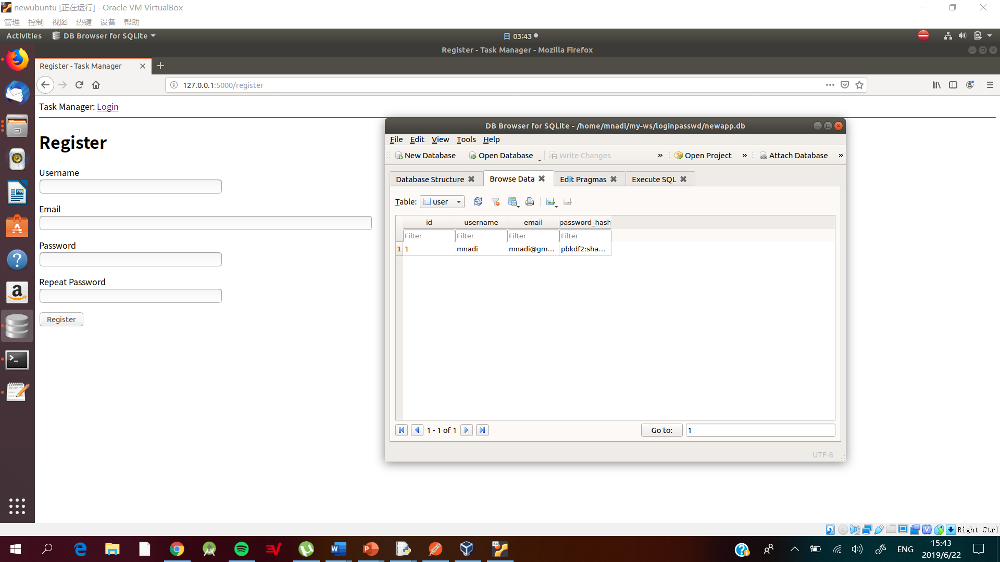 newubuntu [正在运行] - Oracle VM VirtualBox
管理 控制 视图 热键 设备 帮助
Activities DB Browser for SQLite 日 03:43
Register - Task Manager - Mozilla Firefox
Register - Task Manager
127.0.0.1:5000/register
Task Manager: Login
Register
Username
Email
Password
Repeat Password
Register
DB Browser for SQLite - /home/mnadi/my-ws/loginpasswd/newapp.db
File Edit View Tools Help
New Database Open Database Write Changes » Open Project » Attach Database »
Database Structure Browse Data Edit Pragmas Execute SQL
Table: user
id username email password_hash
Filter Filter Filter Filter
1 1 mnadi mnadi@gm... pbkdf2:sha...
1 - 1 of 1 Go to: 1
UTF-8
Right Ctrl
ENG
15:43
2019/6/22